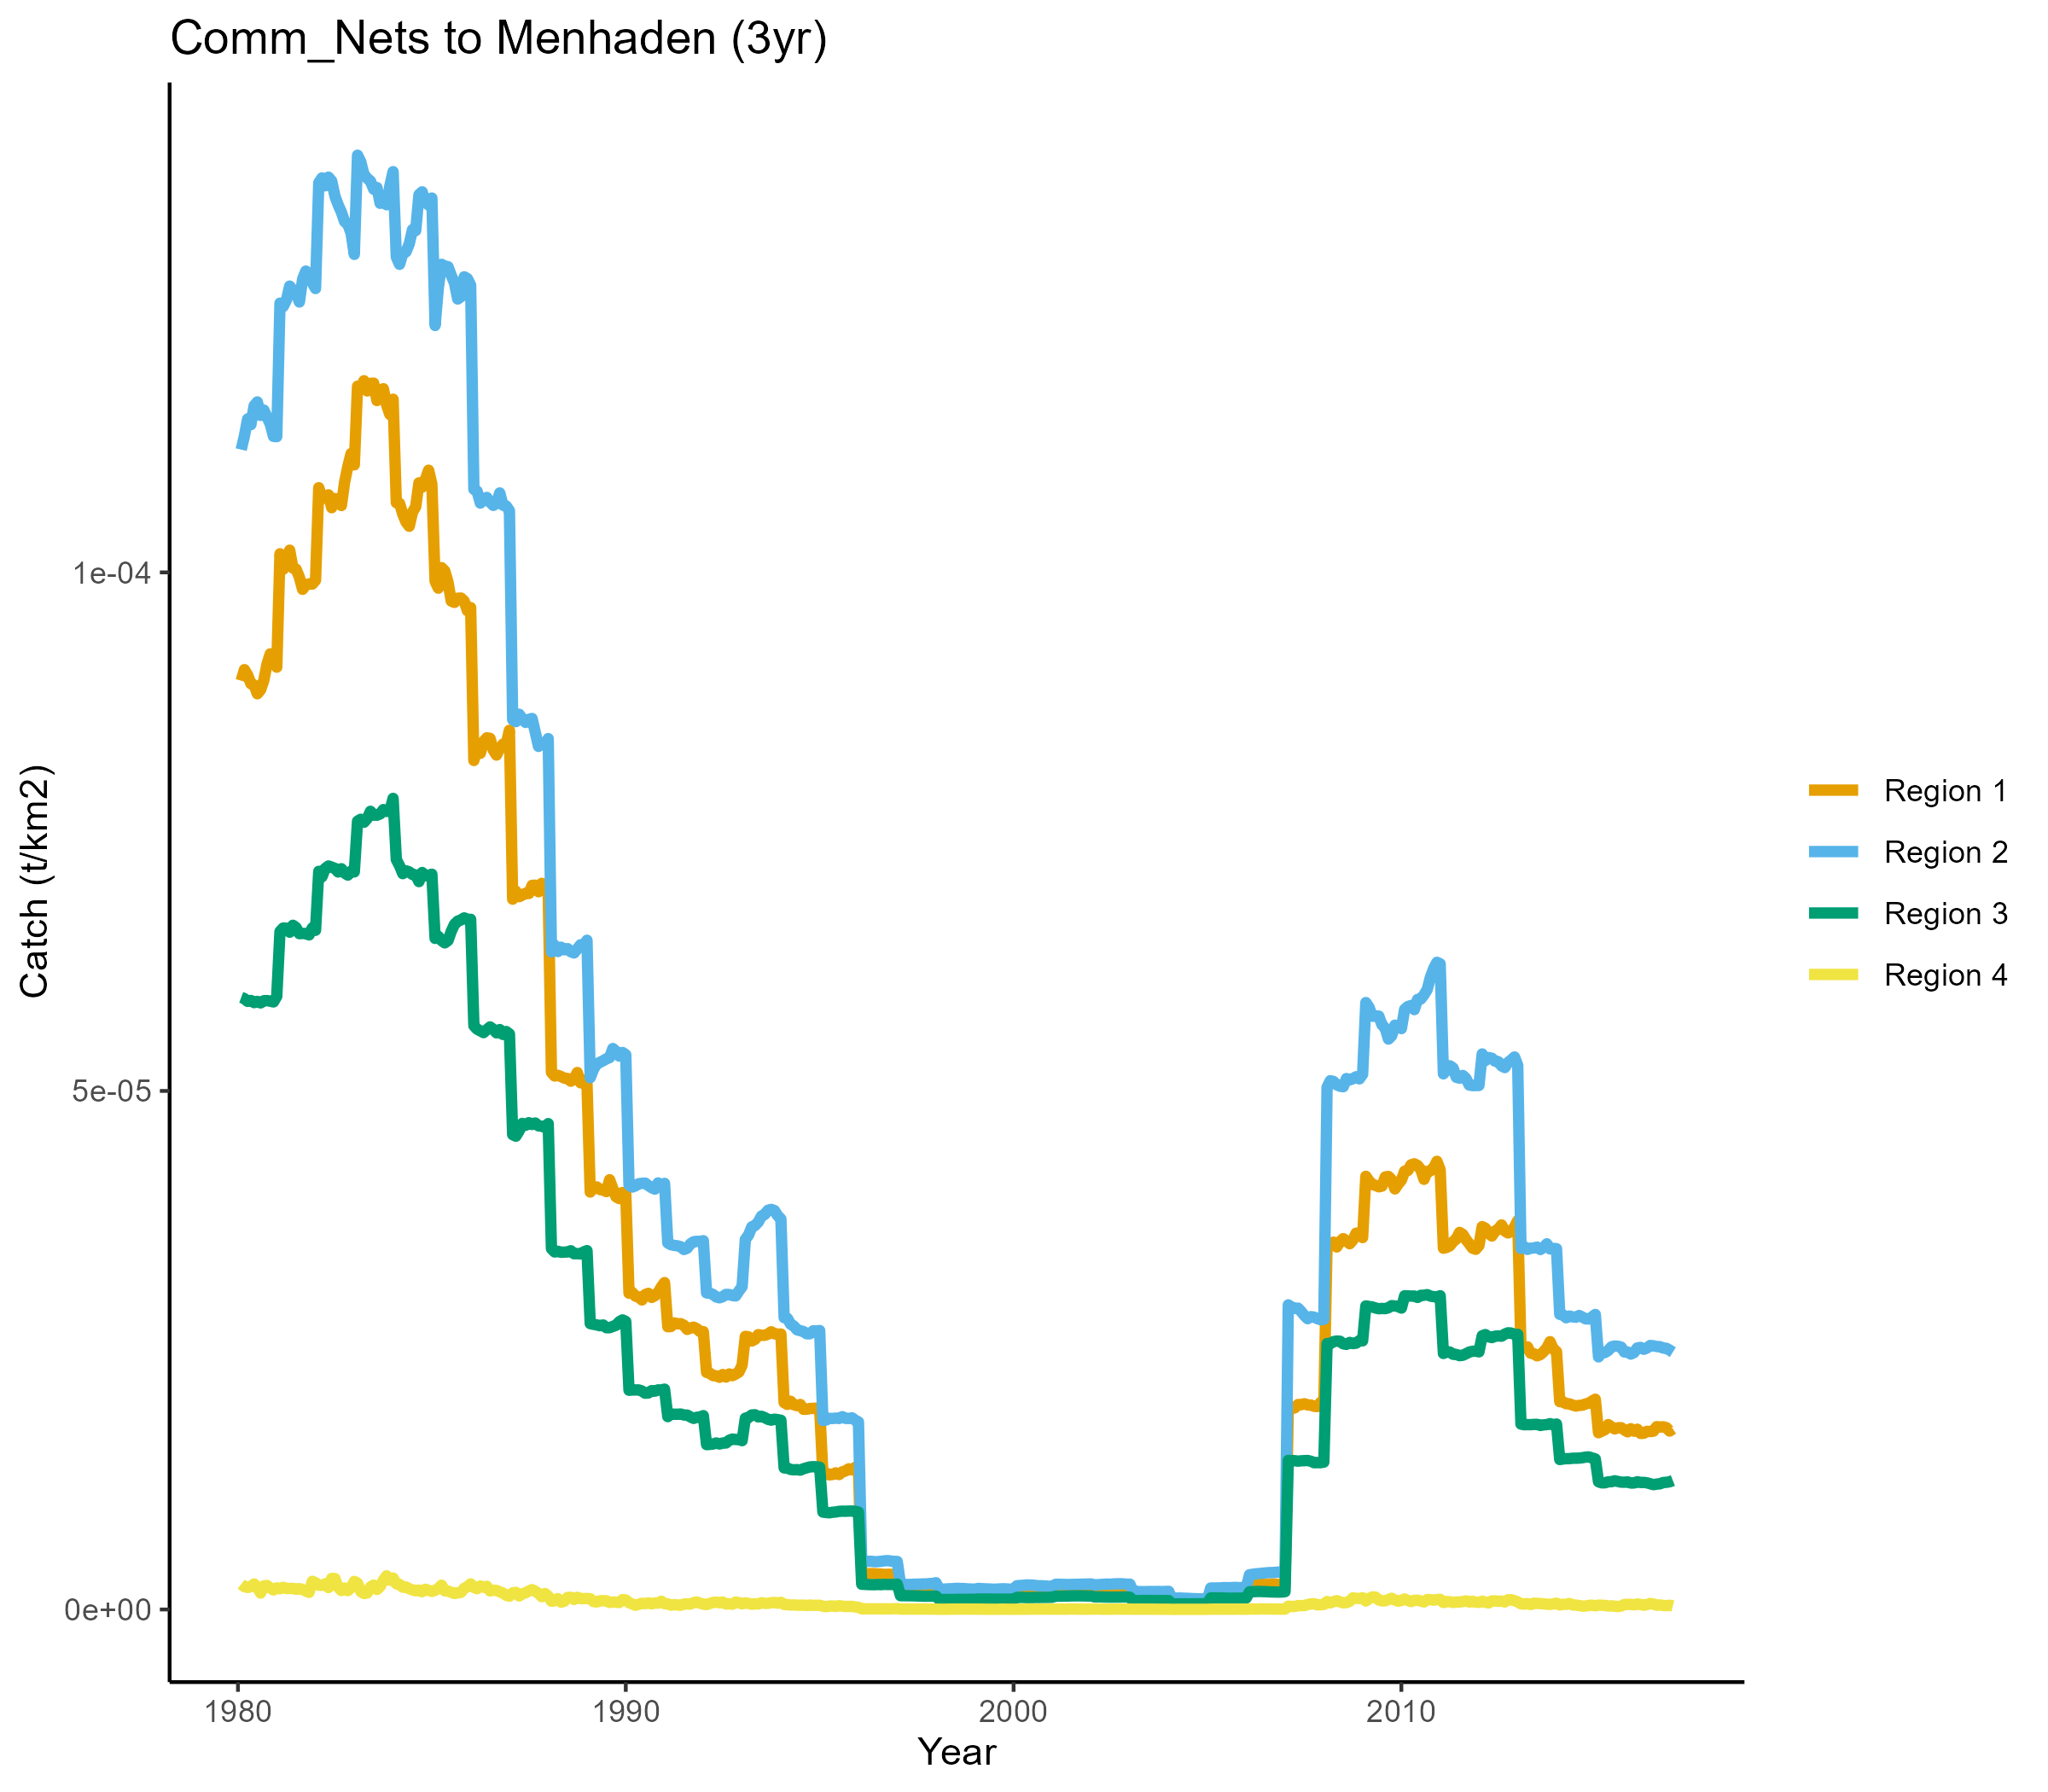 Comm_Nets to Menhaden (3yr)
Catch (t/km2)
1e-04
5e-05
0e+00
1980
1990
2000
2010
Year
Region 1
Region 2
Region 3
Region 4